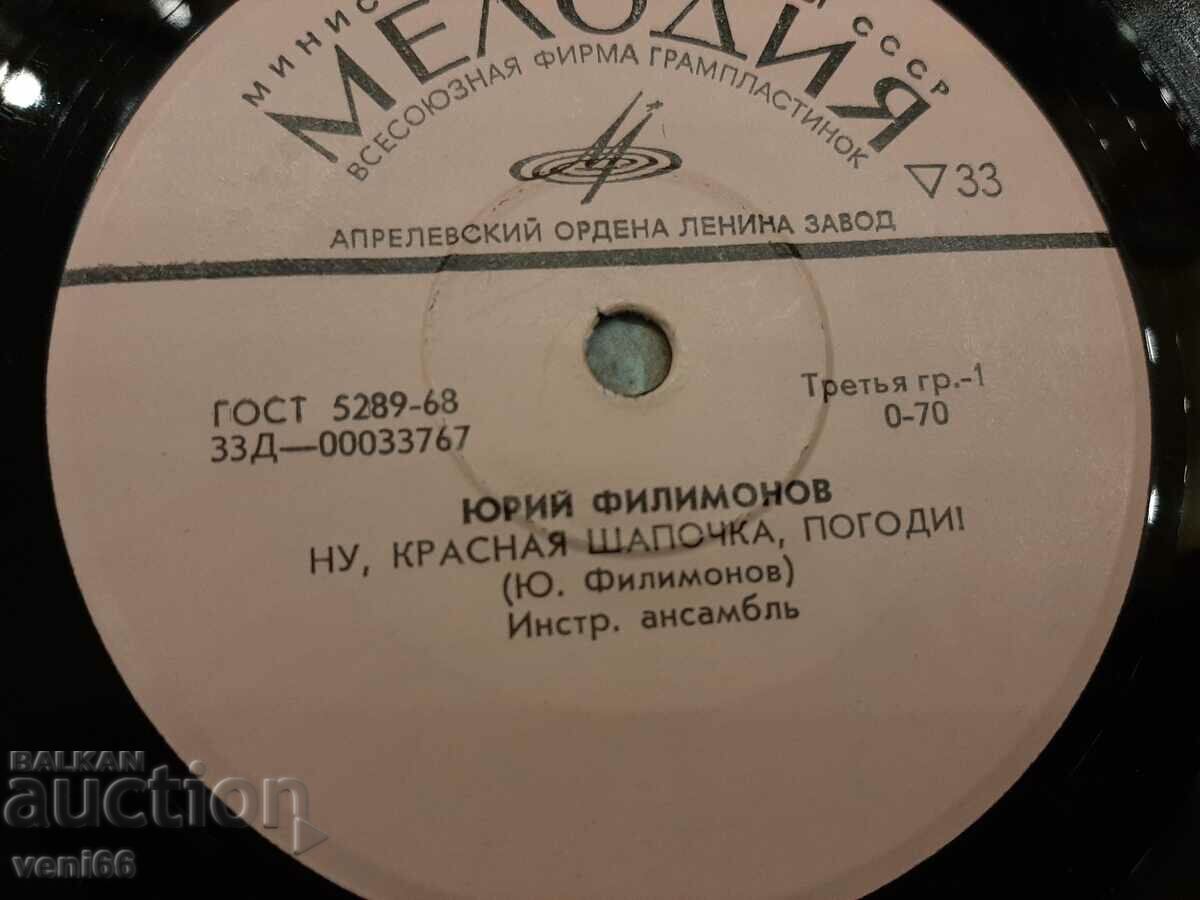 СССР
МЕЛОДИЯ
ВСЕСОЮЗНАЯ ФИРМА ГРАМПЛАСТИНОК
▽33
АПРЕЛЕВСКИЙ ОРДЕНА ЛЕНИНА ЗАВОД
ГОСТ 5289-68
33Д—00033767
Третья гр.-1
0-70
ЮРИЙ ФИЛИМОНОВ
НУ, КРАСНАЯ ШАПОЧКА, ПОГОДИ!
(Ю. Филимонов)
Инстр. ансамбль
BALKAN
auction
veni66